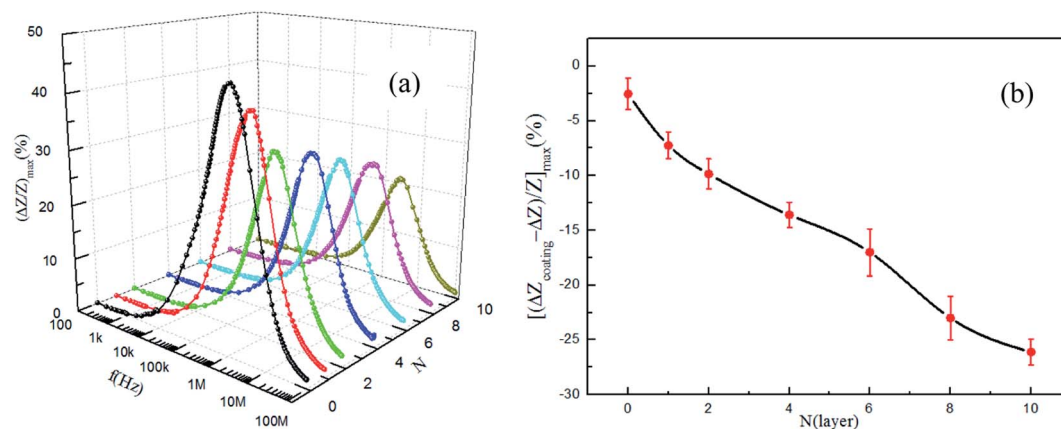 (a)
50
40
30
20
10
0
(ΔZ/Z)max(%)
100
1k
10k
100k
1M
10M
100M
f(Hz)
0
2
4
6
8
10
N
(b)
0
-5
-10
-15
-20
-25
-30
[(ΔZcoating−ΔZ)/Z]max(%)
0 2 4 6 8 10
N(layer)